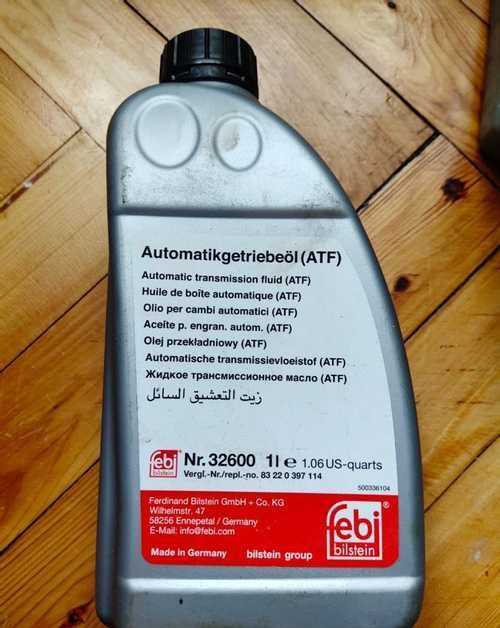 Automatikgetriebeöl (ATF)
Automatic transmission fluid (ATF)
Huile de boîte automatique (ATF)
Olio per cambi automatici (ATF)
Aceite p. engran. autom. (ATF)
Olej przekładniowy (ATF)
Automatische transmissievloeistof (ATF)
Жидкое трансмиссионное масло (ATF)
زيت التعشيق السائل
febi bilstein Nr. 32600 1l e 1.06 US-quarts
Vergl.-Nr./repl.-no. 83 22 0 397 114
500336104
Ferdinand Bilstein GmbH + Co. KG
Wilhelmstr. 47
58256 Ennepetal / Germany
E-Mail: info@febi.com
febi
bilstein
Made in Germany bilstein group